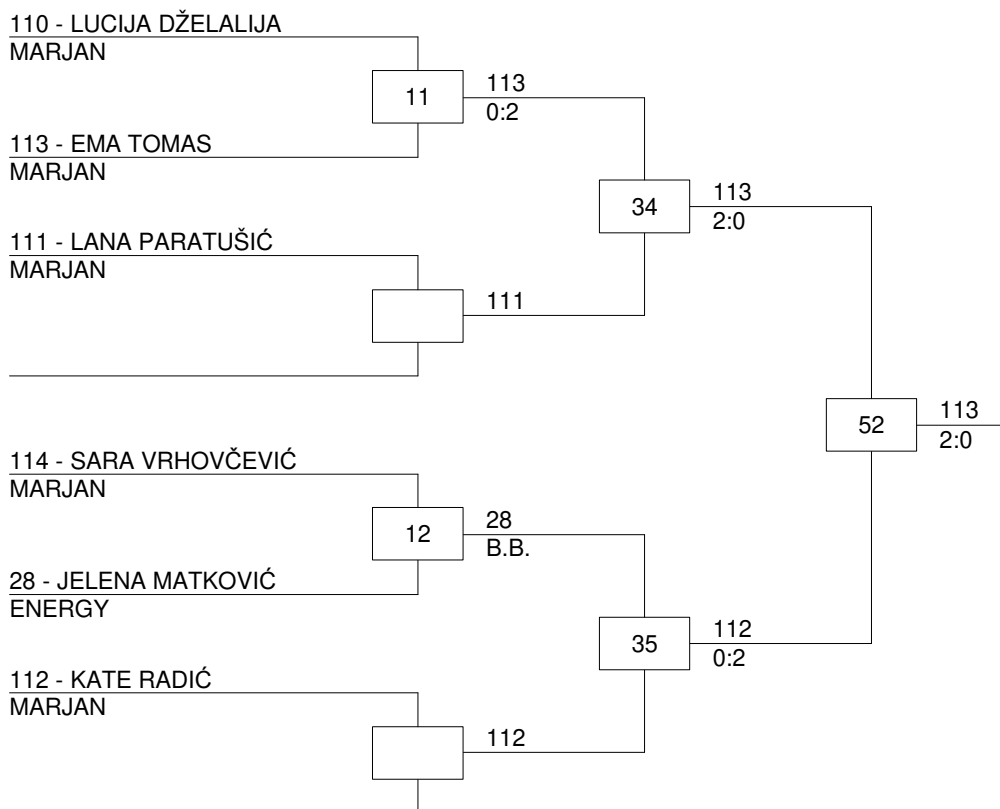 110 - LUCIJA DŽELALIJA
MARJAN
11
113
0:2
113 - EMA TOMAS
MARJAN
34
113
2:0
111 - LANA PARATUŠIĆ
MARJAN
111
52
113
2:0
114 - SARA VRHOVČEVIĆ
MARJAN
12
28
B.B.
28 - JELENA MATKOVIĆ
ENERGY
35
112
0:2
112 - KATE RADIĆ
MARJAN
112